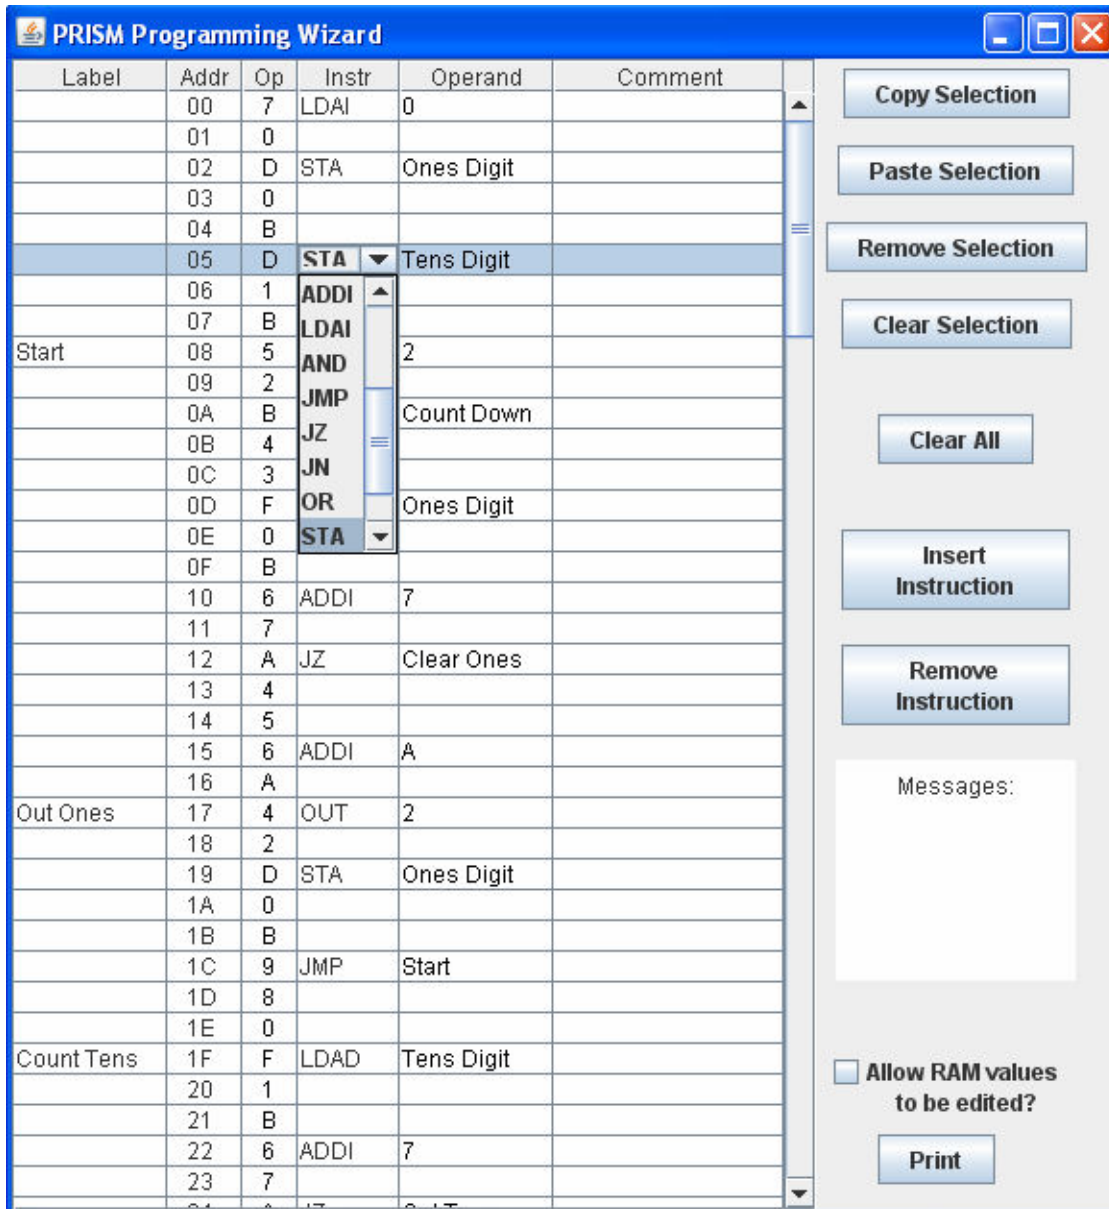 PRISM Programming Wizard
Label Addr Op Instr Operand Comment
00 7 LDAI 0
01 0
02 D STA Ones Digit
03 0
04 B
05 D STA Tens Digit
06 1 ADDI
07 B LDAI
Start 08 5 AND 2
09 2
0A B JMP Count Down
0B 4 JZ
0C 3 JN
0D F OR Ones Digit
0E 0 STA
0F B
10 6 ADDI 7
11 7
12 A JZ Clear Ones
13 4
14 5
15 6 ADDI A
16 A
Out Ones 17 4 OUT 2
18 2
19 D STA Ones Digit
1A 0
1B B
1C 9 JMP Start
1D 8
1E 0
Count Tens 1F F LDAD Tens Digit
20 1
21 B
22 6 ADDI 7
23 7
Copy Selection
Paste Selection
Remove Selection
Clear Selection
Clear All
Insert
Instruction
Remove
Instruction
Messages:
Allow RAM values
to be edited?
Print